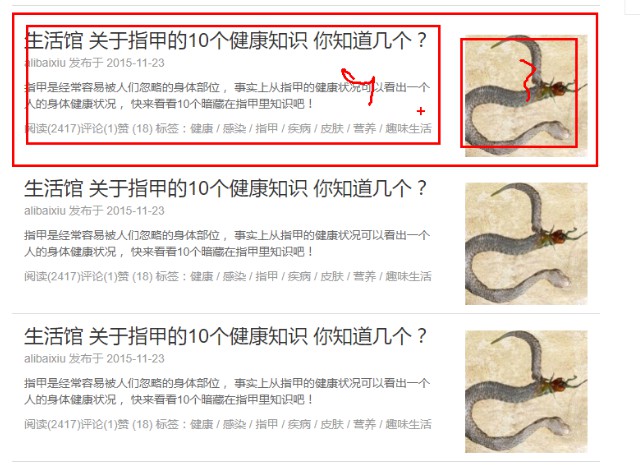 生活馆 关于指甲的10个健康知识 你知道几个？
alibaixiu 发布于 2015-11-23
指甲是经常容易被人们忽略的身体部位， 事实上从指甲的健康状况可以看出一个
人的身体健康状况， 快来看看10个暗藏在指甲里知识吧！
阅读(2417)评论(1)赞 (18) 标签：健康 / 感染 / 指甲 / 疾病 / 皮肤 / 营养 / 趣味生活
生活馆 关于指甲的10个健康知识 你知道几个？
alibaixiu 发布于 2015-11-23
指甲是经常容易被人们忽略的身体部位， 事实上从指甲的健康状况可以看出一个
人的身体健康状况， 快来看看10个暗藏在指甲里知识吧！
阅读(2417)评论(1)赞 (18) 标签：健康 / 感染 / 指甲 / 疾病 / 皮肤 / 营养 / 趣味生活
生活馆 关于指甲的10个健康知识 你知道几个？
alibaixiu 发布于 2015-11-23
指甲是经常容易被人们忽略的身体部位， 事实上从指甲的健康状况可以看出一个
人的身体健康状况， 快来看看10个暗藏在指甲里知识吧！
阅读(2417)评论(1)赞 (18) 标签：健康 / 感染 / 指甲 / 疾病 / 皮肤 / 营养 / 趣味生活